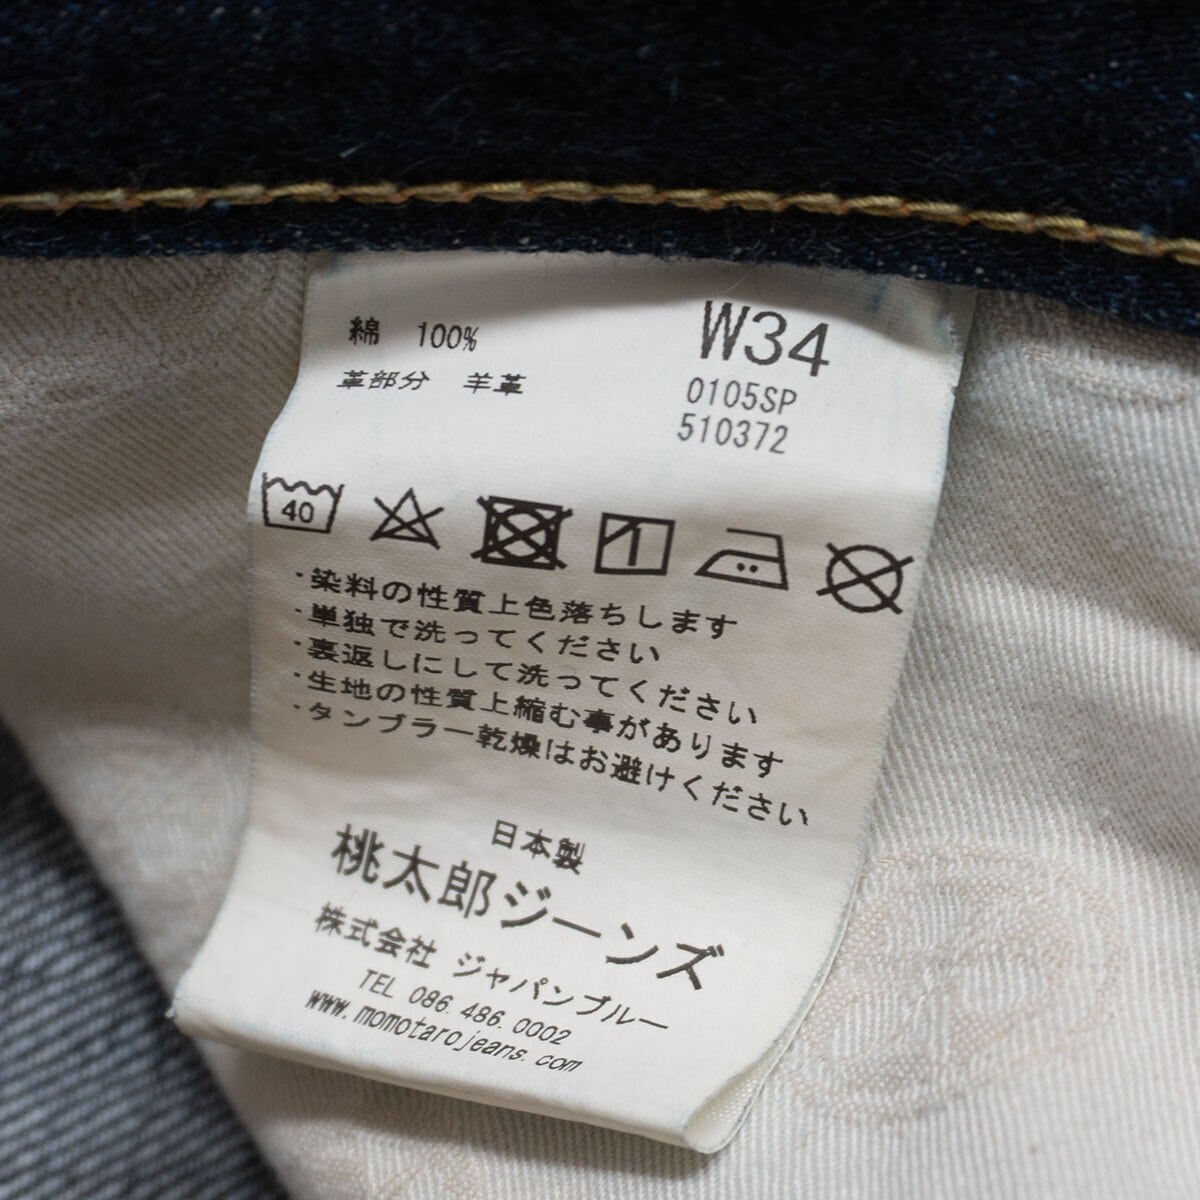 綿 100%
革部分 羊革
W34
0105SP
510372
40
・染料の性質上色落ちします
・単独で洗ってください
・裏返しにして洗ってください
・生地の性質上縮む事があります
・タンブラー乾燥はお避けください
日本製
桃太郎ジーンズ
株式会社 ジャパンブルー
TEL 086.486.0002
www.momotarojeans.com